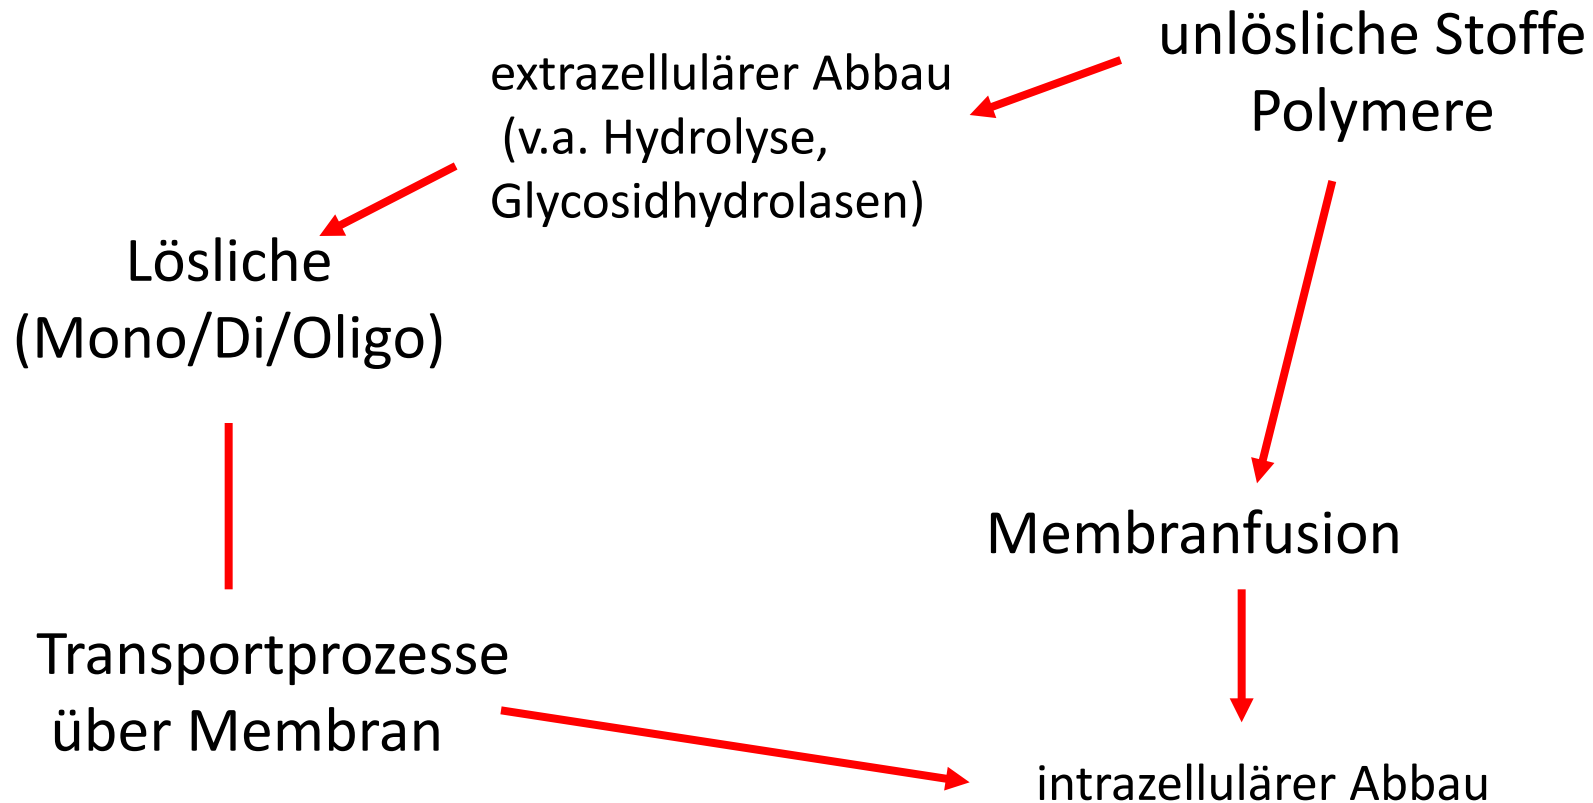 unlösliche Stoffe
Polymere
extrazellulärer Abbau
(v.a. Hydrolyse,
Glycosidhydrolasen)
Lösliche
(Mono/Di/Oligo)
Membranfusion
Transportprozesse
über Membran
intrazellulärer Abbau